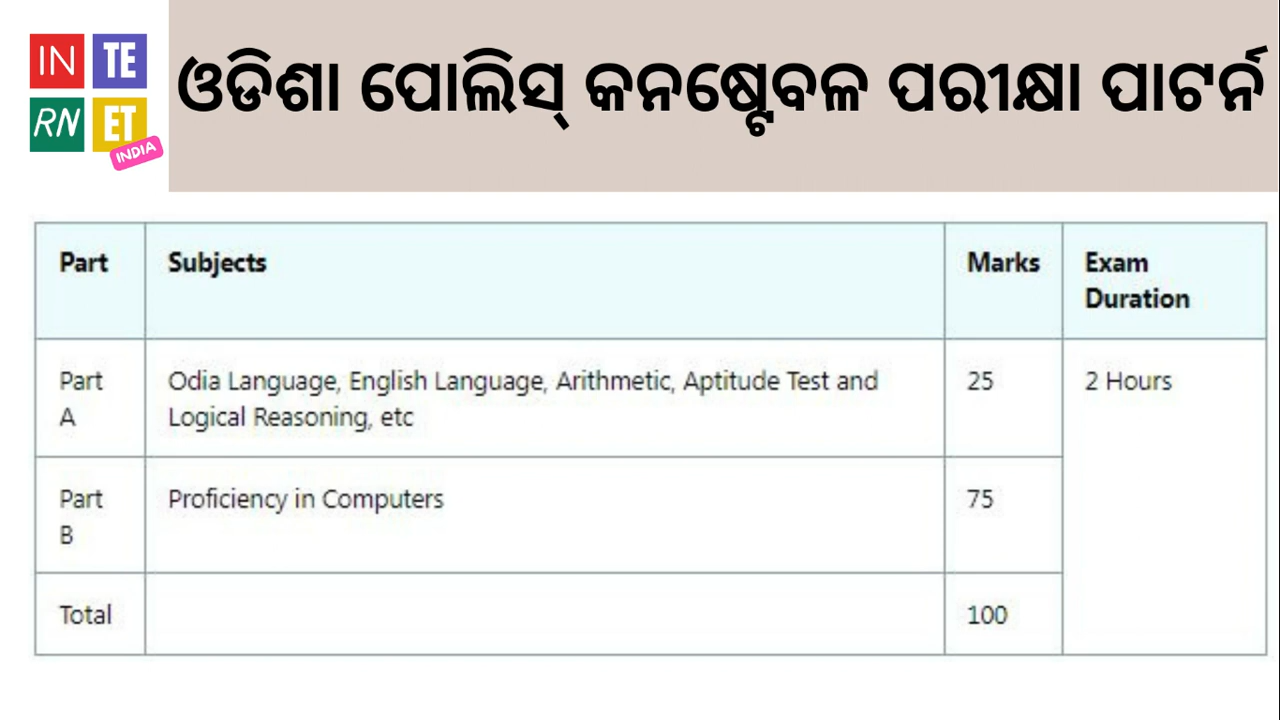 IN TE
RN ET
INDIA
ଓଡିଶା ପୋଲିସ୍ କନଷ୍ଟେବଳ ପରୀକ୍ଷା ପାଟର୍ନ
Part Subjects Marks Exam
Duration
Part Odia Language, English Language, Arithmetic, Aptitude Test and 25 2 Hours
A Logical Reasoning, etc
Part Proficiency in Computers 75
B
Total 100